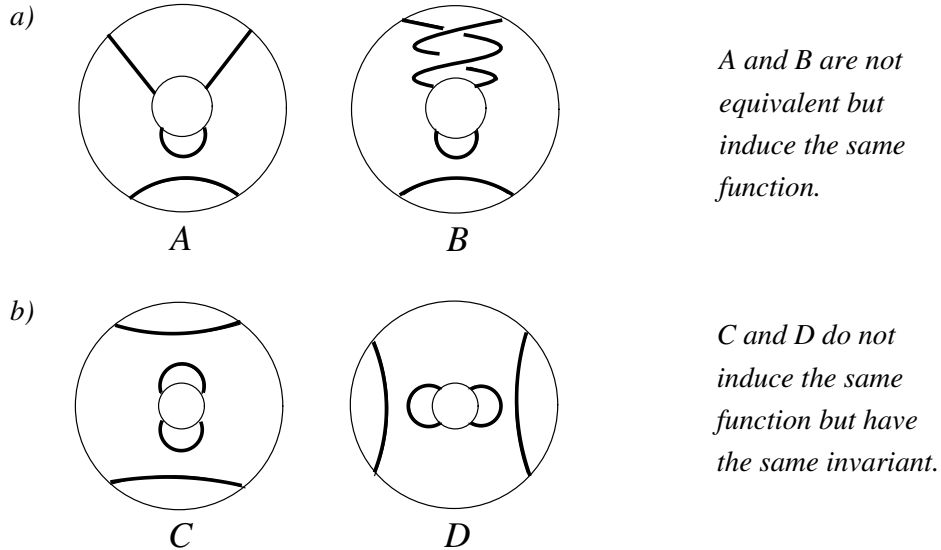 a)
A
B
A and B are not
equivalent but
induce the same
function.
b)
C
D
C and D do not
induce the same
function but have
the same invariant.